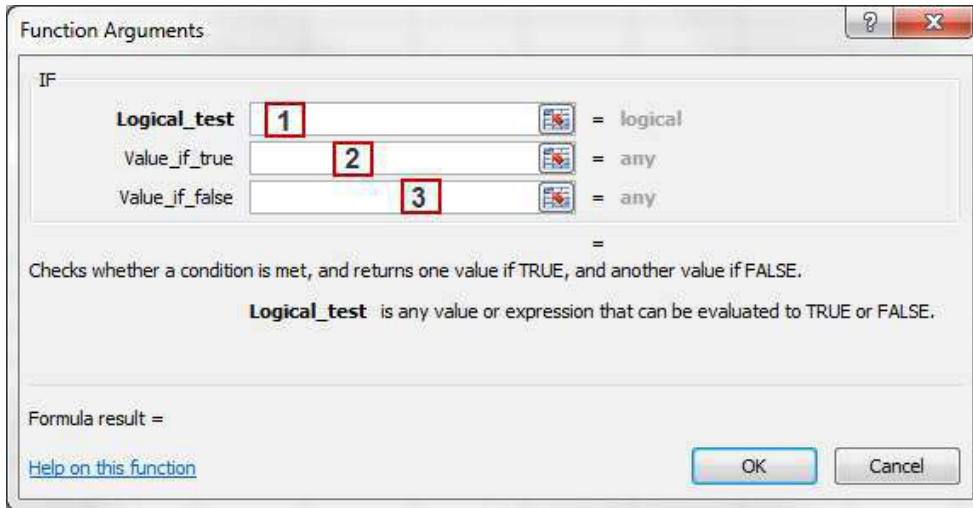 Function Arguments
?
IF
Logical_test 1 = logical
Value_if_true 2 = any
Value_if_false 3 = any
=
Checks whether a condition is met, and returns one value if TRUE, and another value if FALSE.
Logical_test is any value or expression that can be evaluated to TRUE or FALSE.
Formula result =
Help on this function
OK Cancel